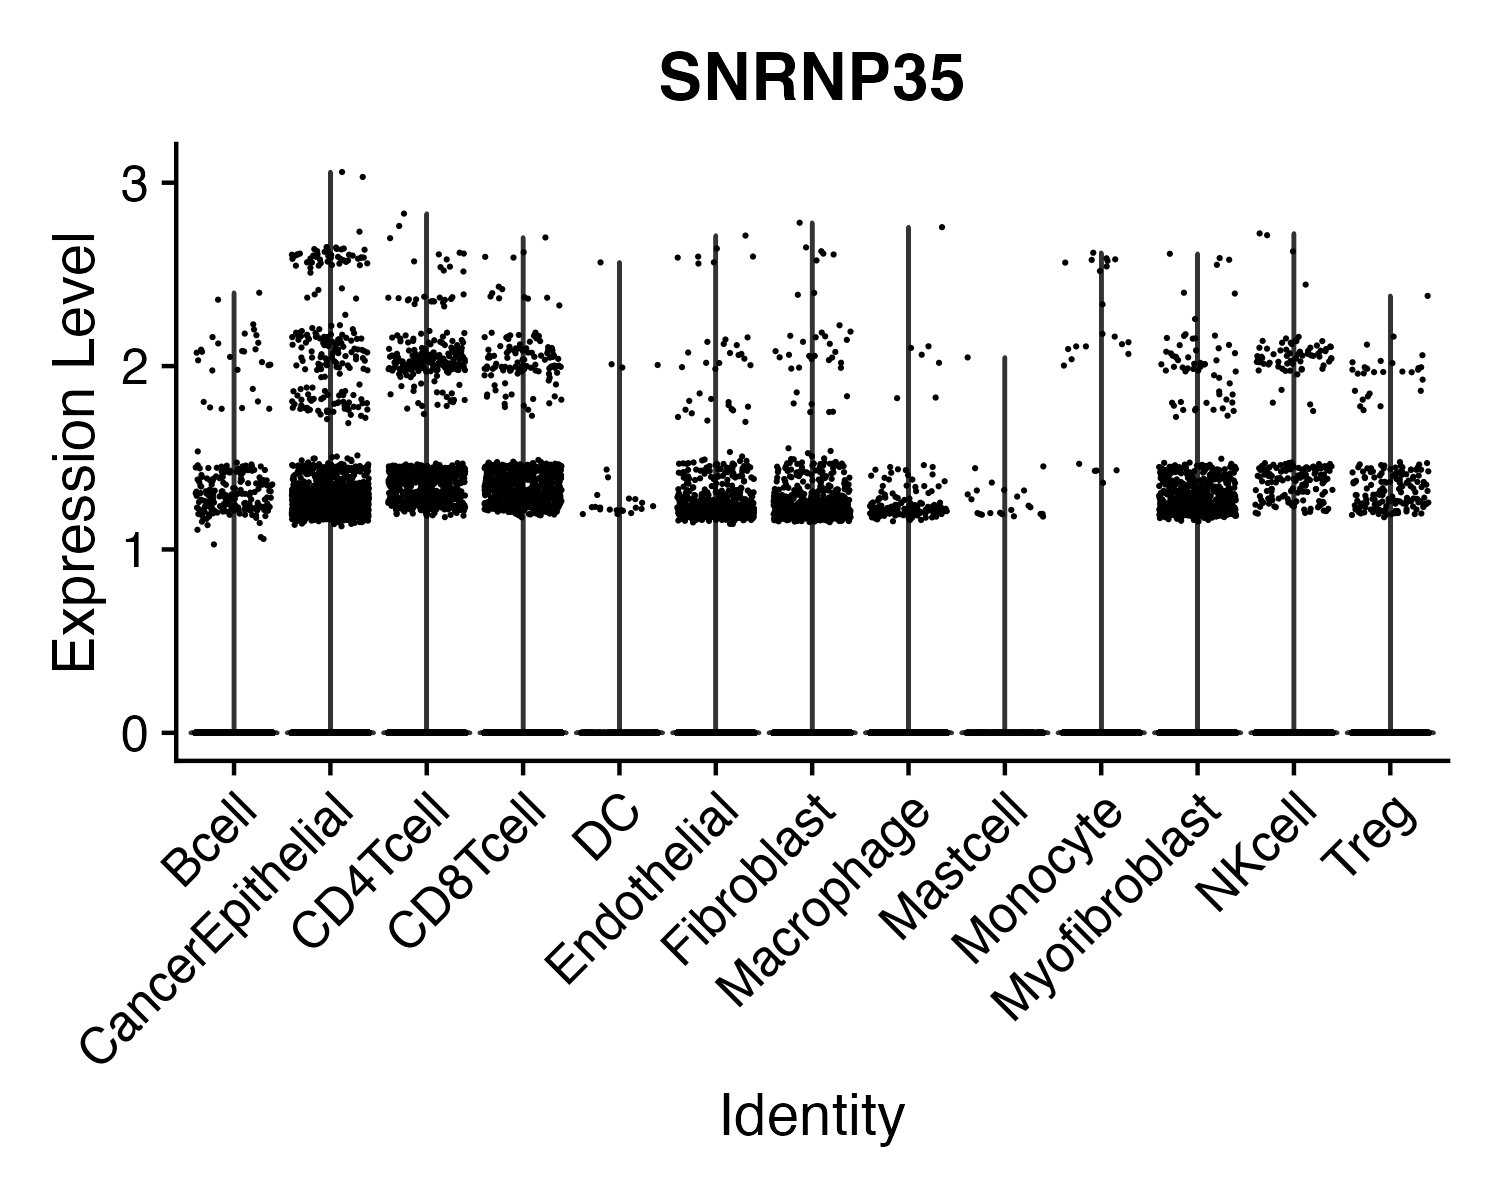 SNRNP35
Expression Level
3
2
1
0
Bcell
CancerEpithelial
CD4Tcell
CD8Tcell
DC
Endothelial
Fibroblast
Macrophage
Mastcell
Monocyte
Myofibroblast
NKcell
Treg
Identity